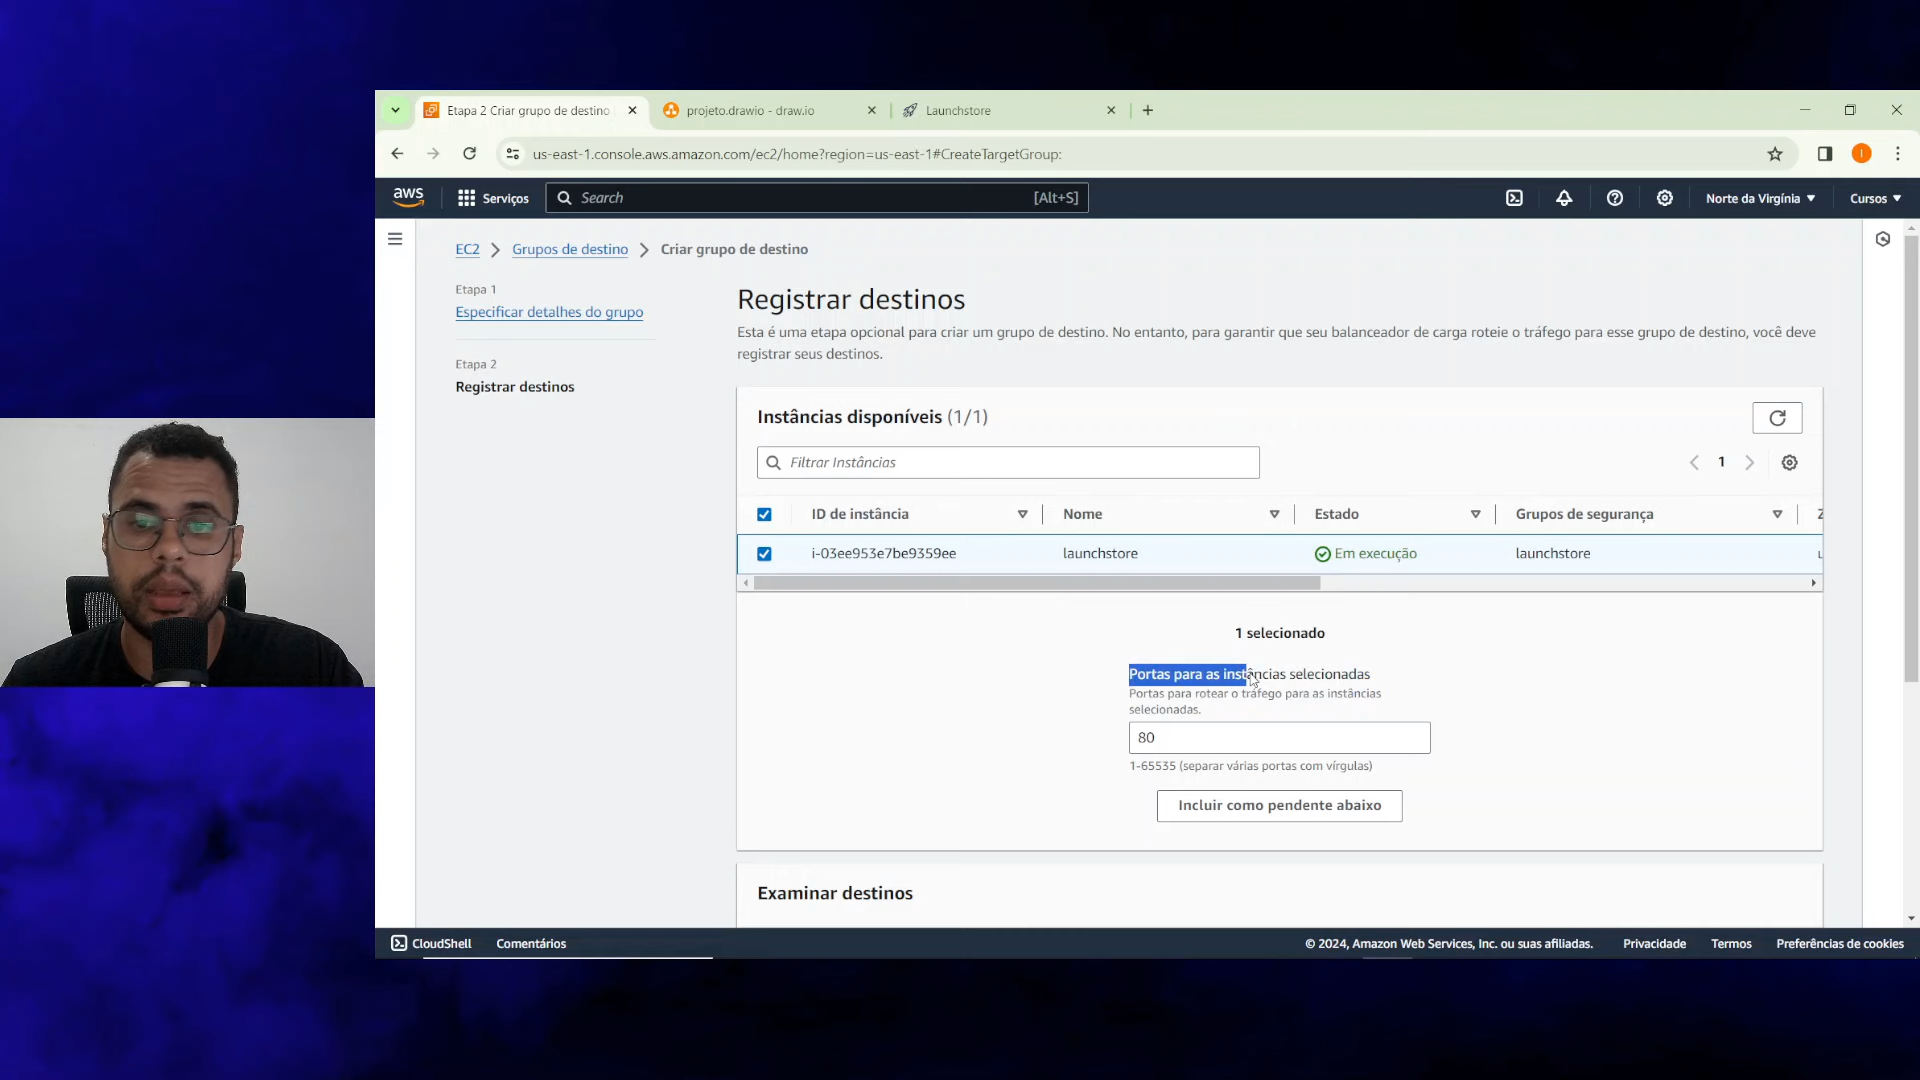 Etapa 2 Criar grupo de destino
projeto.drawio - draw.io
Launchstore
us-east-1.console.aws.amazon.com/ec2/home?region=us-east-1#CreateTargetGroup:
aws
Serviços
Search
[Alt+S]
Norte da Virgínia
Cursos
EC2
Grupos de destino
Criar grupo de destino
Etapa 1
Especificar detalhes do grupo
Etapa 2
Registrar destinos
Registrar destinos
Esta é uma etapa opcional para criar um grupo de destino. No entanto, para garantir que seu balanceador de carga roteie o tráfego para esse grupo de destino, você deve
registrar seus destinos.
Instâncias disponíveis (1/1)
Filtrar Instâncias
1
ID de instância
Nome
Estado
Grupos de segurança
i-03ee953e7be9359ee
launchstore
Em execução
launchstore
1 selecionado
Portas para as instâncias selecionadas
Portas para rotear o tráfego para as instâncias
selecionadas.
80
1-65535 (separar várias portas com vírgulas)
Incluir como pendente abaixo
Examinar destinos
CloudShell
Comentários
© 2024, Amazon Web Services, Inc. ou suas afiliadas.
Privacidade
Termos
Preferências de cookies